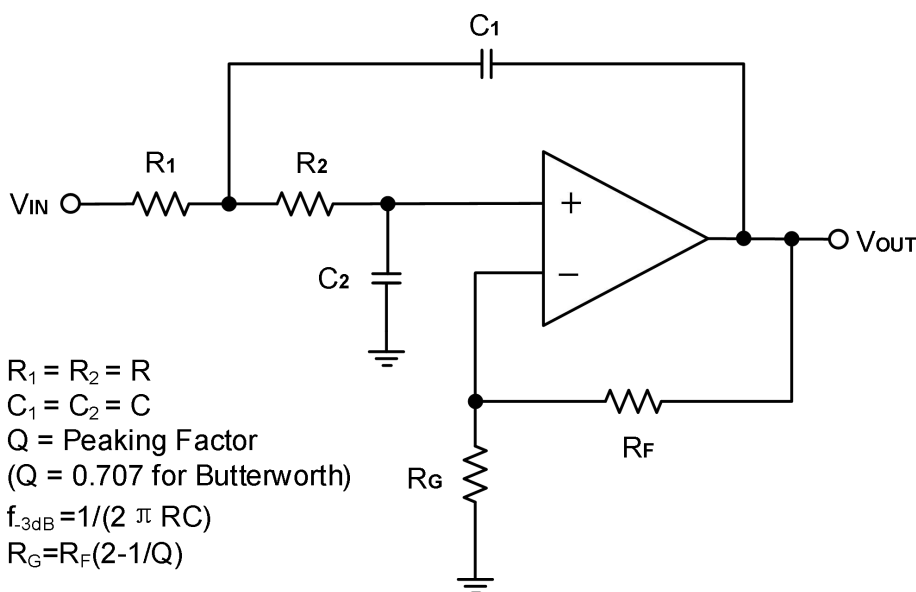 C1
R1
R2
VIN
+
VOUT
C2
−
R₁ = R₂ = R
C₁ = C₂ = C
Q = Peaking Factor
(Q = 0.707 for Butterworth)
f-3dB =1/(2 π RC)
RG=RF(2-1/Q)
RF
RG